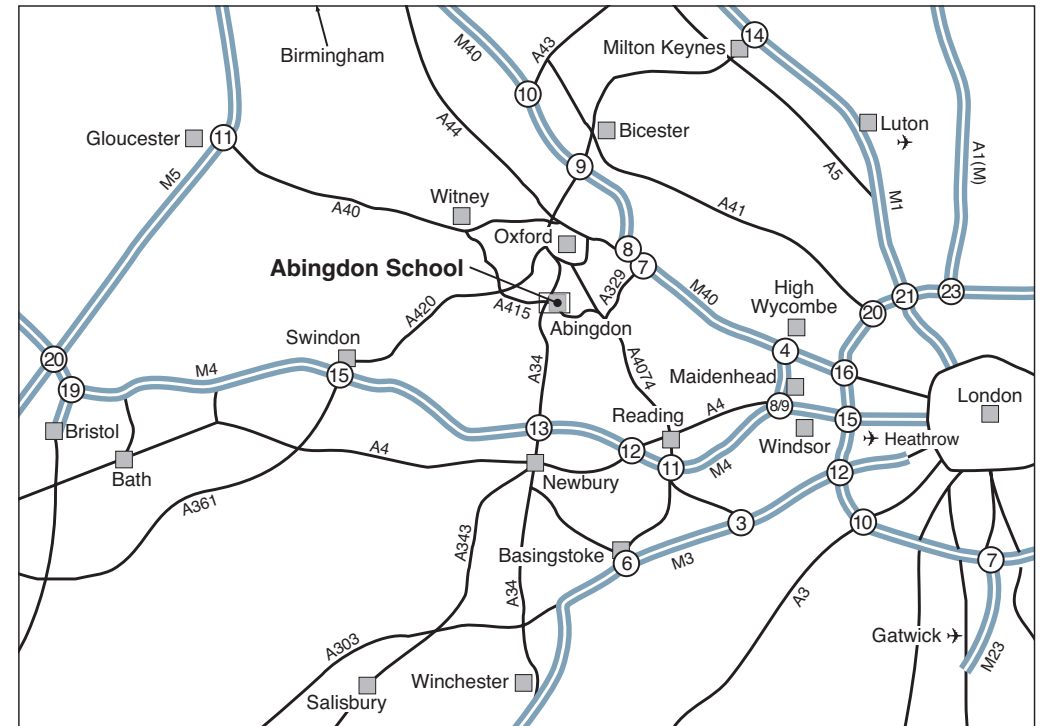 Birmingham
M40
A43
Milton Keynes
14
10
Gloucester
11
A44
Bicester
Luton
A1(M)
M5
9
A5
M1
Witney
A40
A41
Oxford
8
7
Abingdon School
A329
M40
High
Wycombe
20
21
23
A415
Abingdon
A420
Swindon
20
19
M4
15
A34
A4074
4
16
Maidenhead
8/9
A4
London
Bristol
Bath
A4
13
Reading
12
11
M4
Windsor
15
Heathrow
Newbury
12
A361
A343
3
10
Basingstoke
6
M3
7
A34
A3
A303
Gatwick
M23
Salisbury
Winchester